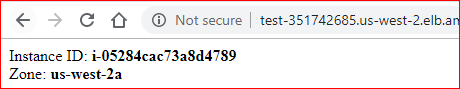 Not secure | test-351742685.us-west-2.elb.am
Instance ID: i-05284cac73a8d4789
Zone: us-west-2a